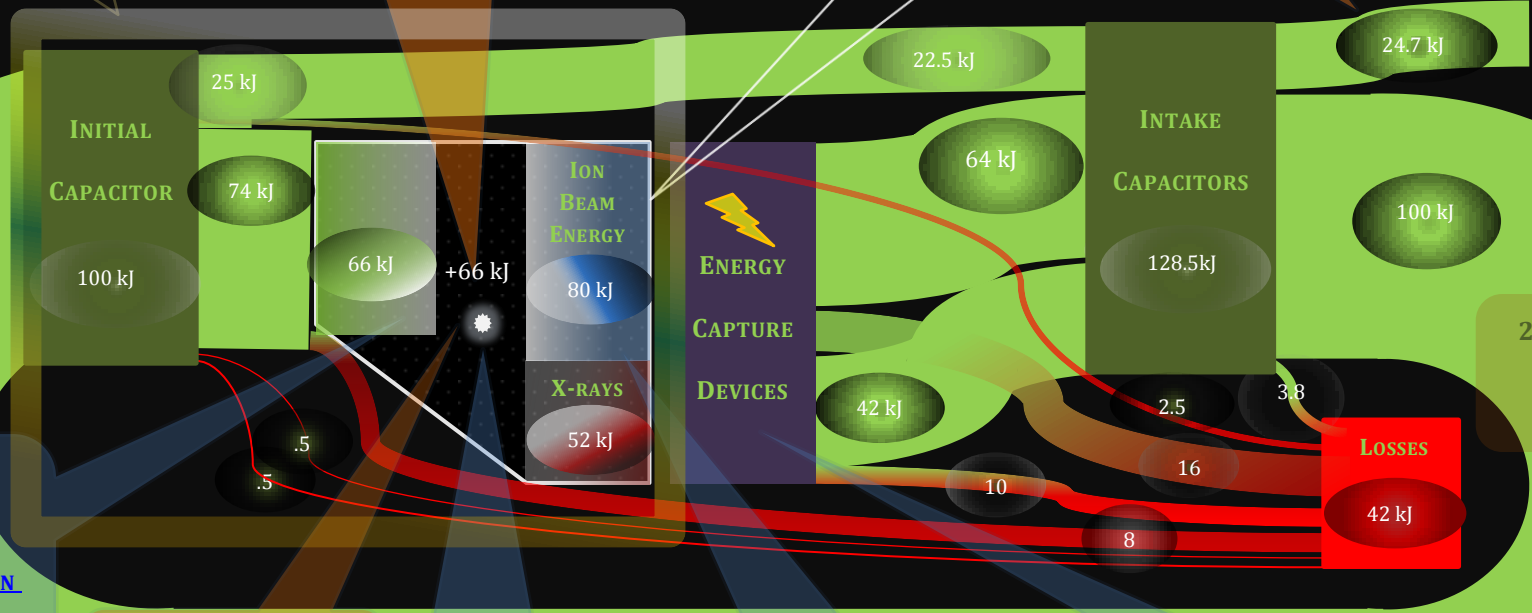 25 kJ
22.5 kJ
24.7 kJ
INITIAL
CAPACITOR
100 kJ
74 kJ
66 kJ
+66 kJ
ION
BEAM
ENERGY
80 kJ
X-RAYS
52 kJ
ENERGY
CAPTURE
DEVICES
64 kJ
42 kJ
INTAKE
CAPACITORS
128.5kJ
100 kJ
2
2.5
3.8
.5
.5
10
16
8
LOSSES
42 kJ
N